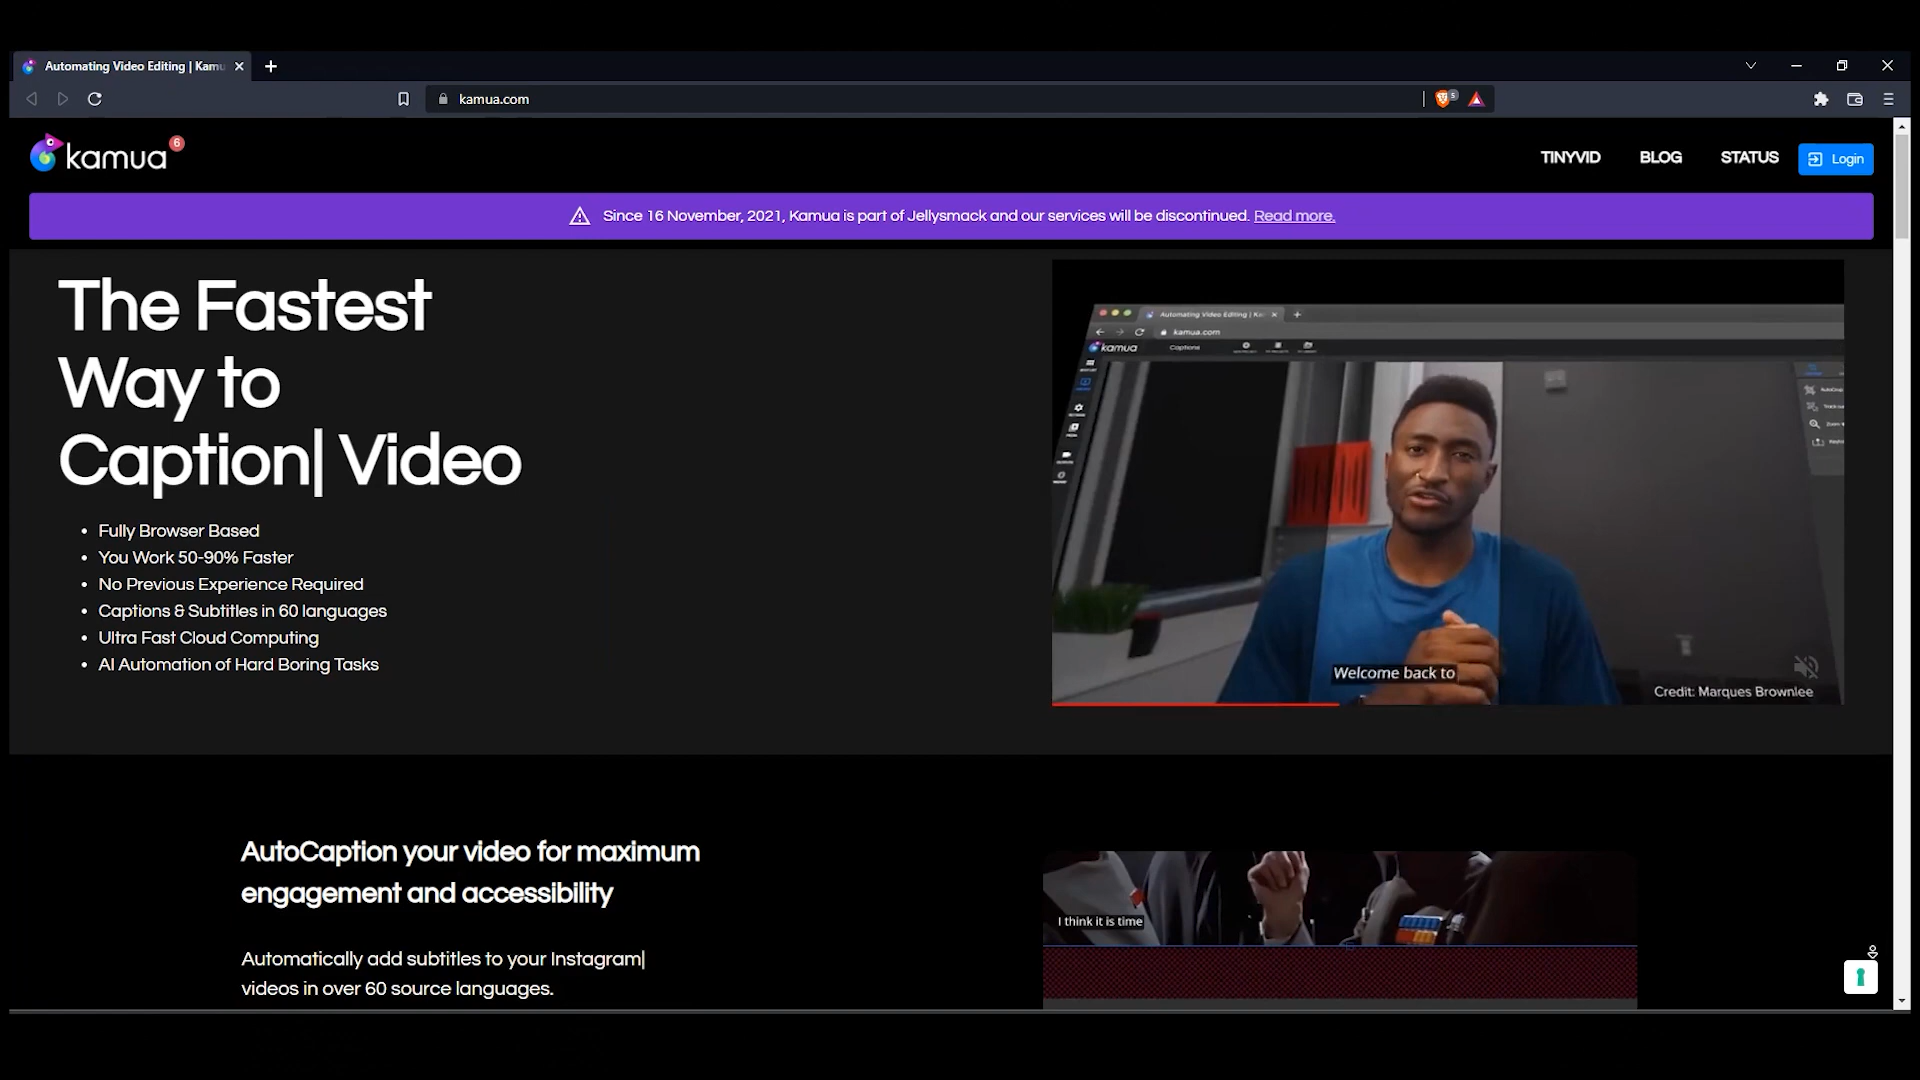 Automating Video Editing | Kamu
kamua.com
5
kamua
6
TINYVID
BLOG
STATUS
Login
Since 16 November, 2021, Kamua is part of Jellysmack and our services will be discontinued. Read more.
The Fastest
Way to
Caption| Video
Fully Browser Based
You Work 50-90% Faster
No Previous Experience Required
Captions & Subtitles in 60 languages
Ultra Fast Cloud Computing
AI Automation of Hard Boring Tasks
Automating Video Editing | Ka
kamua.com
kamua
Captions
Welcome back to
Credit: Marques Brownlee
AutoCaption your video for maximum
engagement and accessibility
Automatically add subtitles to your Instagram|
videos in over 60 source languages.
I think it is time